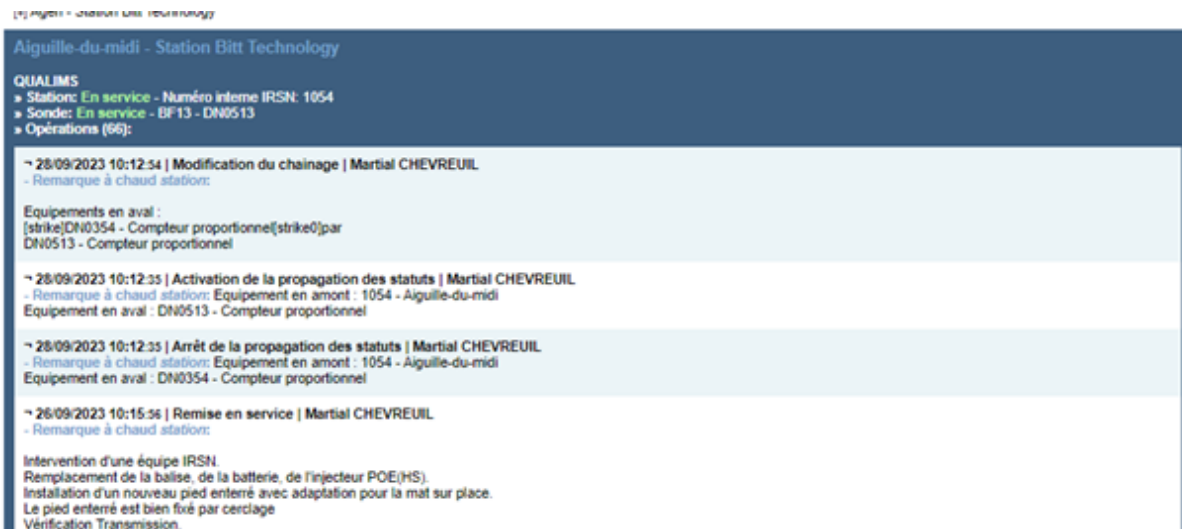 [+] Agen - Station Bitt Technology
Aiguille-du-midi - Station Bitt Technology
QUALIMS
» Station: En service - Numéro interne IRSN: 1054
» Sonde: En service - BF13 - DN0513
» Opérations (66):
¬ 28/09/2023 10:12:54 | Modification du chainage | Martial CHEVREUIL
- Remarque à chaud station:
Equipements en aval :
[strike]DN0354 - Compteur proportionnel[strike0]par
DN0513 - Compteur proportionnel
¬ 28/09/2023 10:12:35 | Activation de la propagation des statuts | Martial CHEVREUIL
- Remarque à chaud station: Equipement en amont : 1054 - Aiguille-du-midi
Equipement en aval : DN0513 - Compteur proportionnel
¬ 28/09/2023 10:12:35 | Arrêt de la propagation des statuts | Martial CHEVREUIL
- Remarque à chaud station: Equipement en amont : 1054 - Aiguille-du-midi
Equipement en aval : DN0354 - Compteur proportionnel
¬ 26/09/2023 10:15:56 | Remise en service | Martial CHEVREUIL
- Remarque à chaud station:
Intervention d'une équipe IRSN.
Remplacement de la balise, de la batterie, de l'injecteur POE(HS).
Installation d'un nouveau pied enterré avec adaptation pour la mat sur place.
Le pied enterré est bien fixé par cerclage
Vérification Transmission.